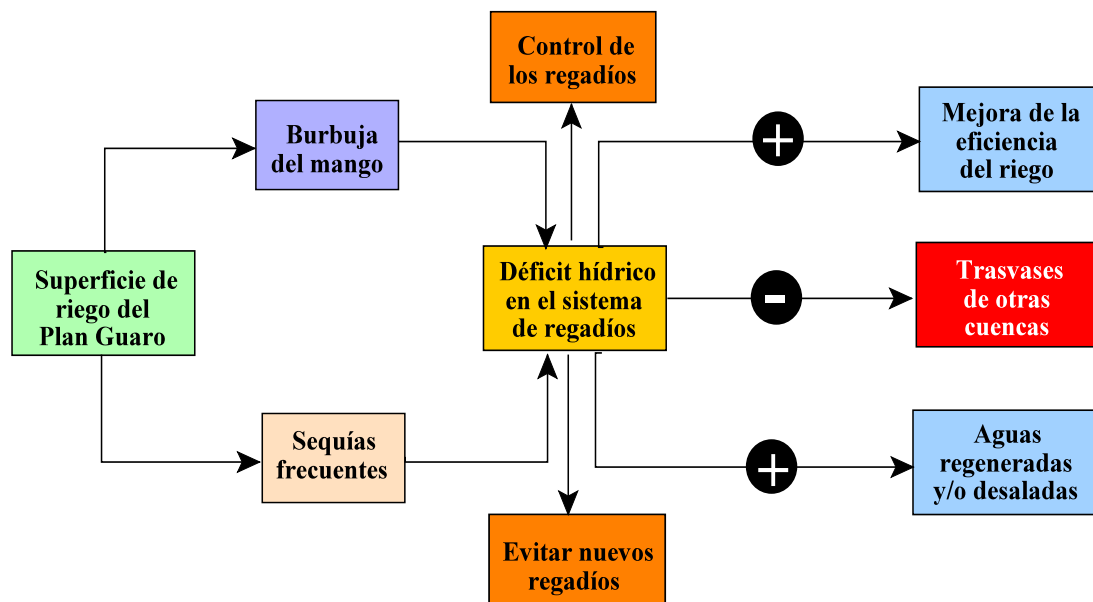 Control de
los regadíos
Burbuja
del mango
+
Mejora de la
eficiencia
del riego
Superficie de
riego del
Plan Guaro
Déficit hídrico
en el sistema
de regadíos
-
Trasvases
de otras
cuencas
Sequías
frecuentes
+
Aguas
regeneradas
y/o desaladas
Evitar nuevos
regadíos